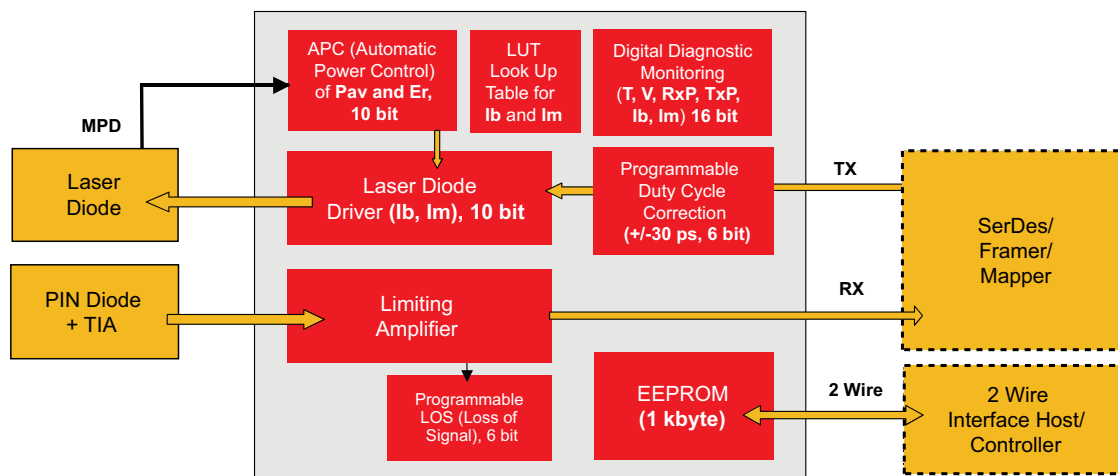 APC (Automatic
Power Control)
of Pav and Er,
10 bit
LUT
Look Up
Table for
Ib and Im
Digital Diagnostic
Monitoring
(T, V, RxP, TxP,
Ib, Im) 16 bit
MPD
Laser
Diode
Laser Diode
Driver (Ib, Im), 10 bit
Programmable
Duty Cycle
Correction
(+/-30 ps, 6 bit)
TX
SerDes/
Framer/
Mapper
PIN Diode
+ TIA
Limiting
Amplifier
RX
Programmable
LOS (Loss of
Signal), 6 bit
EEPROM
(1 kbyte)
2 Wire
2 Wire
Interface Host/
Controller